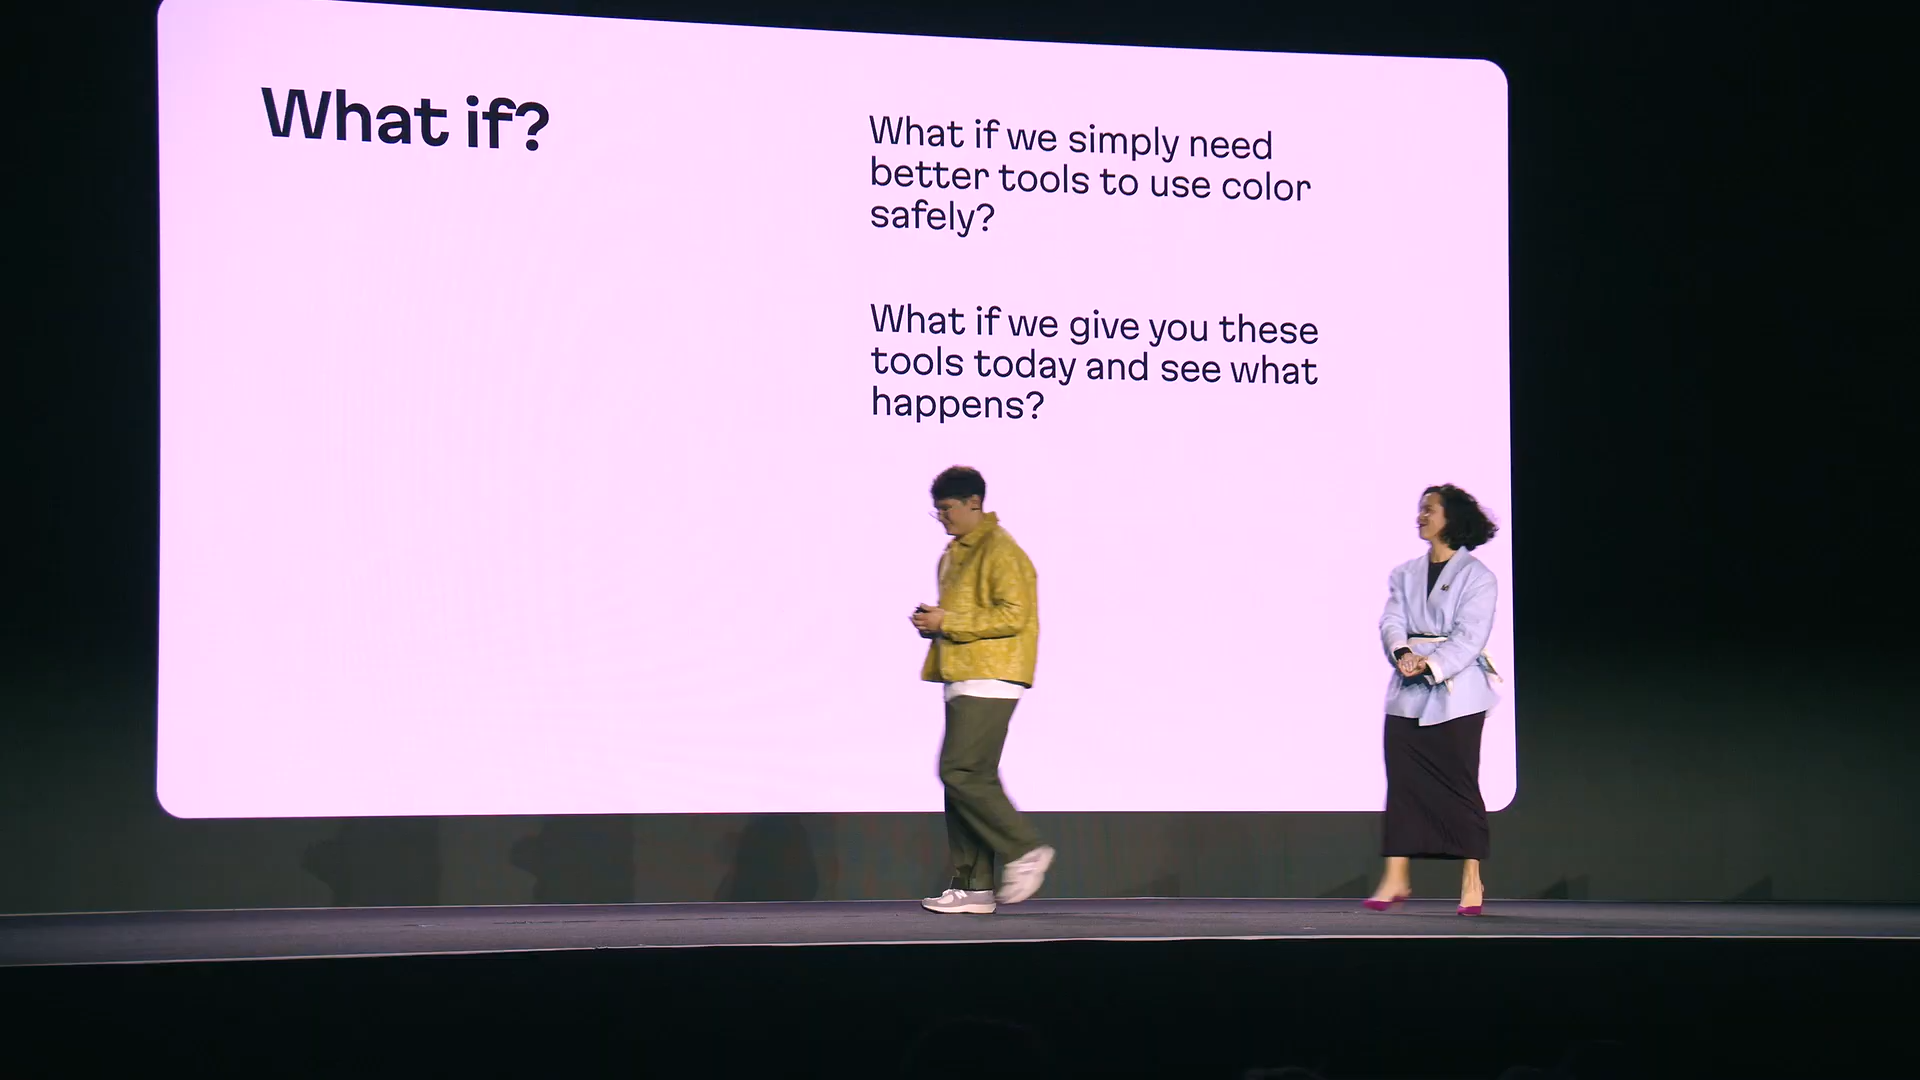 What if?
What if we simply need
better tools to use color
safely?
What if we give you these
tools today and see what
happens?